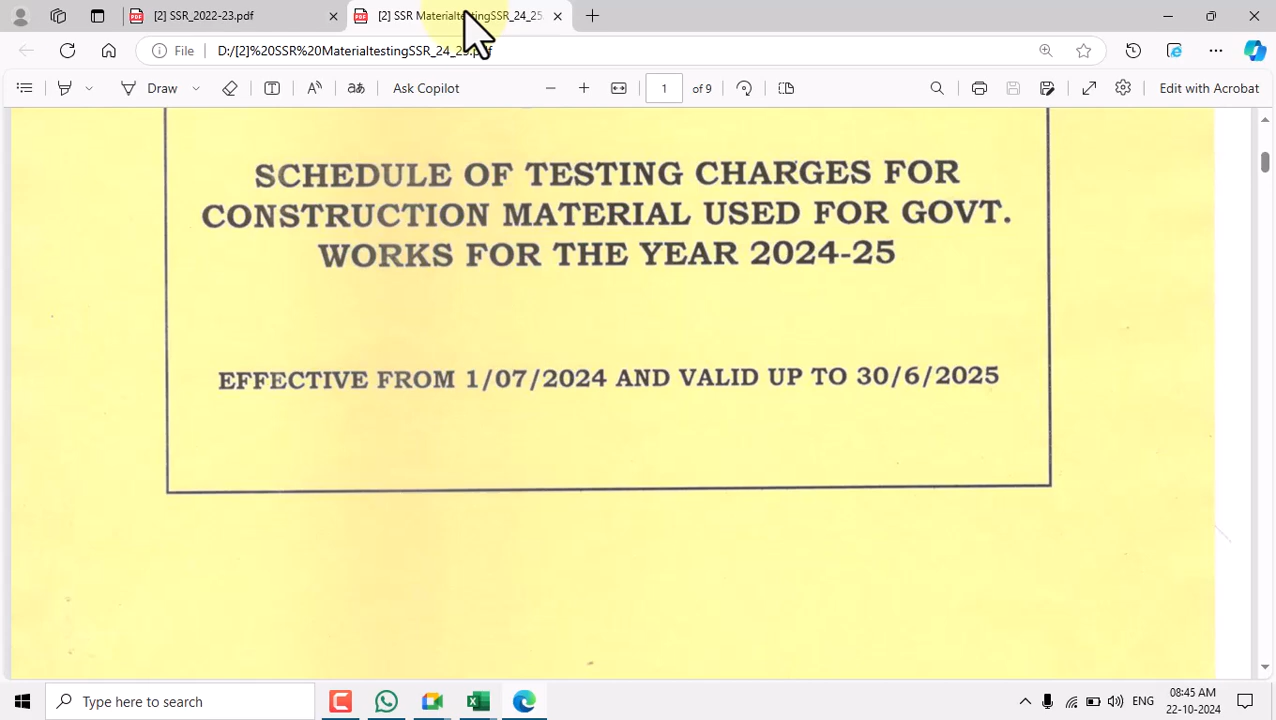 [2] SSR_2022-23.pdf
[2] SSR MaterialtestingSSR_24_25.
File
D:/[2]%20SSR%20MaterialtestingSSR_24_25.pdf
Draw
Ask Copilot
1 of 9
Edit with Acrobat
SCHEDULE OF TESTING CHARGES FOR
CONSTRUCTION MATERIAL USED FOR GOVT.
WORKS FOR THE YEAR 2024-25
EFFECTIVE FROM 1/07/2024 AND VALID UP TO 30/6/2025
Type here to search
ENG
08:45 AM
22-10-2024